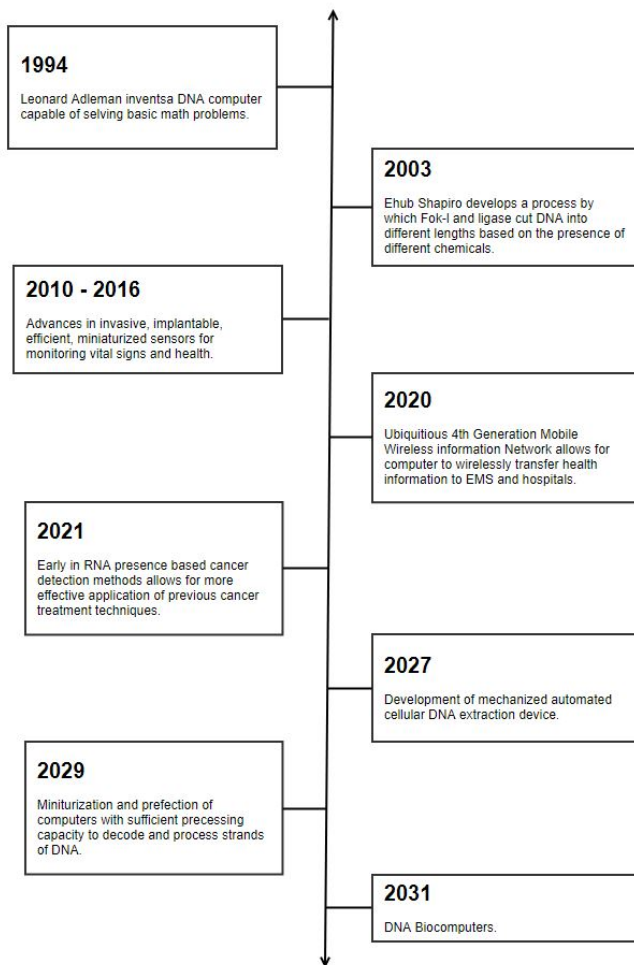 1994
Leonard Adleman inventsa DNA computer
capable of selving basic math problems.
2003
Ehub Shapiro develops a process by
which Fok-I and ligase cut DNA into
different lengths based on the presence of
different chemicals.
2010 - 2016
Advances in invasive, implantable,
efficient, miniaturized sensors for
monitoring vital signs and health.
2020
Ubiquitious 4th Generation Mobile
Wireless information Network allows for
computer to wirelessly transfer health
information to EMS and hospitals.
2021
Early in RNA presence based cancer
detection methods allows for more
effective application of previous cancer
treatment techniques.
2027
Development of mechanized automated
cellular DNA extraction device.
2029
Miniturization and prefection of
computers with sufficient precessing
capacity to decode and process strands
of DNA.
2031
DNA Biocomputers.